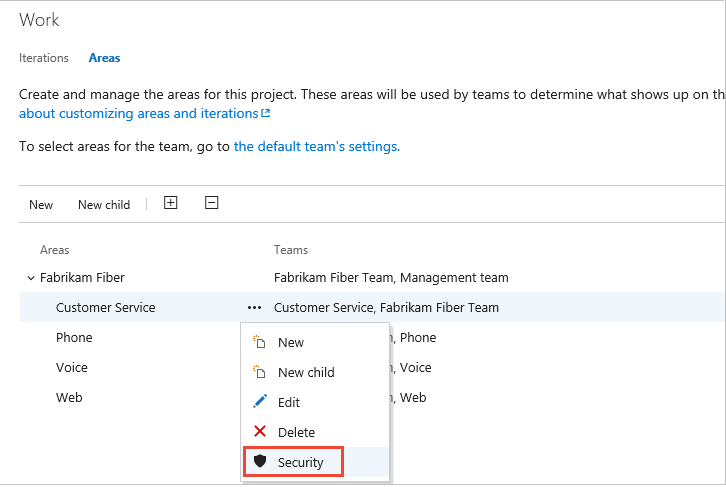 Work
Iterations Areas
Create and manage the areas for this project. These areas will be used by teams to determine what shows up on th
about customizing areas and iterations
To select areas for the team, go to the default team's settings.
New New child
Areas Teams
Fabrikam Fiber Fabrikam Fiber Team, Management team
Customer Service ••• Customer Service, Fabrikam Fiber Team
Phone , Phone
Voice , Voice
Web , Web
New
New child
Edit
Delete
Security